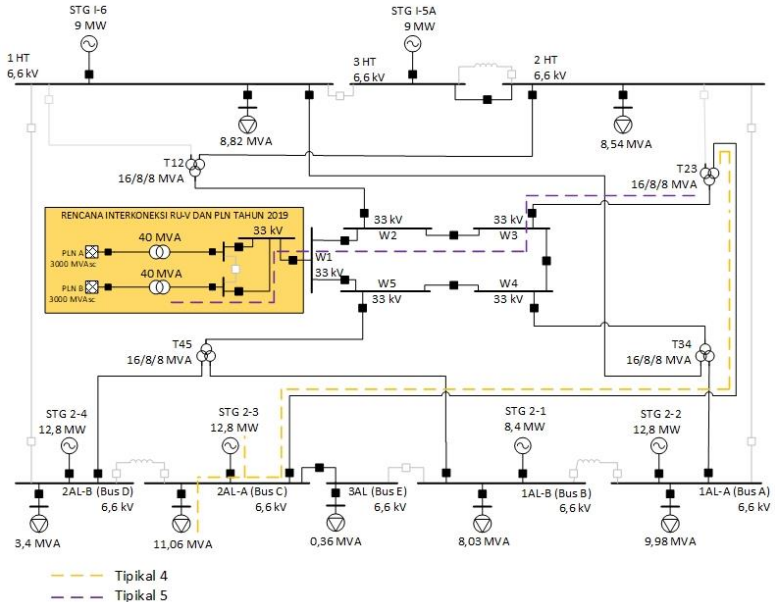 STG I-6
9 MW
STG I-5A
9 MW
1 HT
6,6 kV
3 HT
6,6 kV
2 HT
6,6 kV
8,82 MVA
8,54 MVA
T12
16/8/8 MVA
T23
16/8/8 MVA
RENCANA INTERKONEKSI RU-V DAN PLN TAHUN 2019
33 kV
40 MVA
PLN A
3000 MVAsc
40 MVA
PLN B
3000 MVAsc
W1
33 kV
33 kV
W2
33 kV
W3
W5
33 kV
W4
33 kV
T45
16/8/8 MVA
T34
16/8/8 MVA
STG 2-4
12,8 MW
STG 2-3
12,8 MW
STG 2-1
8,4 MW
STG 2-2
12,8 MW
2AL-B (Bus D)
6,6 kV
2AL-A (Bus C)
6,6 kV
3AL (Bus E)
6,6 kV
1AL-B (Bus B)
6,6 kV
1AL-A (Bus A)
6,6 kV
3,4 MVA
11,06 MVA
0,36 MVA
8,03 MVA
9,98 MVA
Tipikal 4
Tipikal 5